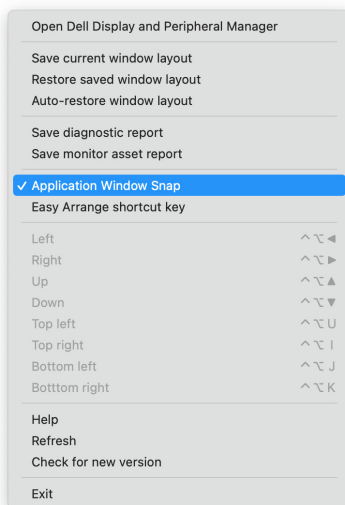 Open Dell Display and Peripheral Manager
Save current window layout
Restore saved window layout
Auto-restore window layout
Save diagnostic report
Save monitor asset report
✓ Application Window Snap
Easy Arrange shortcut key
Left ^⌥◀
Right ^⌥▶
Up ^⌥▲
Down ^⌥▼
Top left ^⌥U
Top right ^⌥I
Bottom left ^⌥J
Botttom right ^⌥K
Help
Refresh
Check for new version
Exit